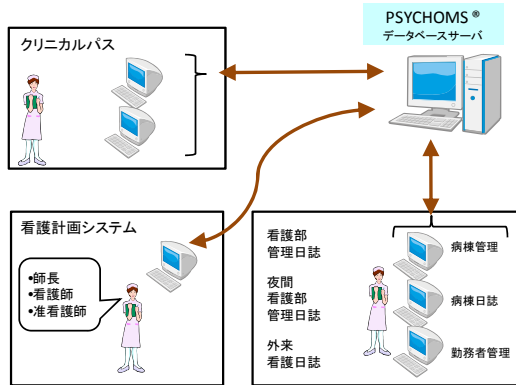 PSYCHOMS ®
データベースサーバ
クリニカルパス
看護計画システム
•師長
•看護師
•准看護師
看護部
管理日誌
夜間
看護部
管理日誌
外来
看護日誌
病棟管理
病棟日誌
勤務者管理